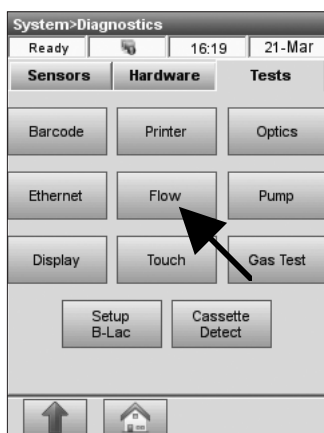 System>Diagnostics
Ready 16:19 21-Mar
Sensors Hardware Tests
Barcode Printer Optics
Ethernet Flow Pump
Display Touch Gas Test
Setup
B-Lac
Cassette
Detect